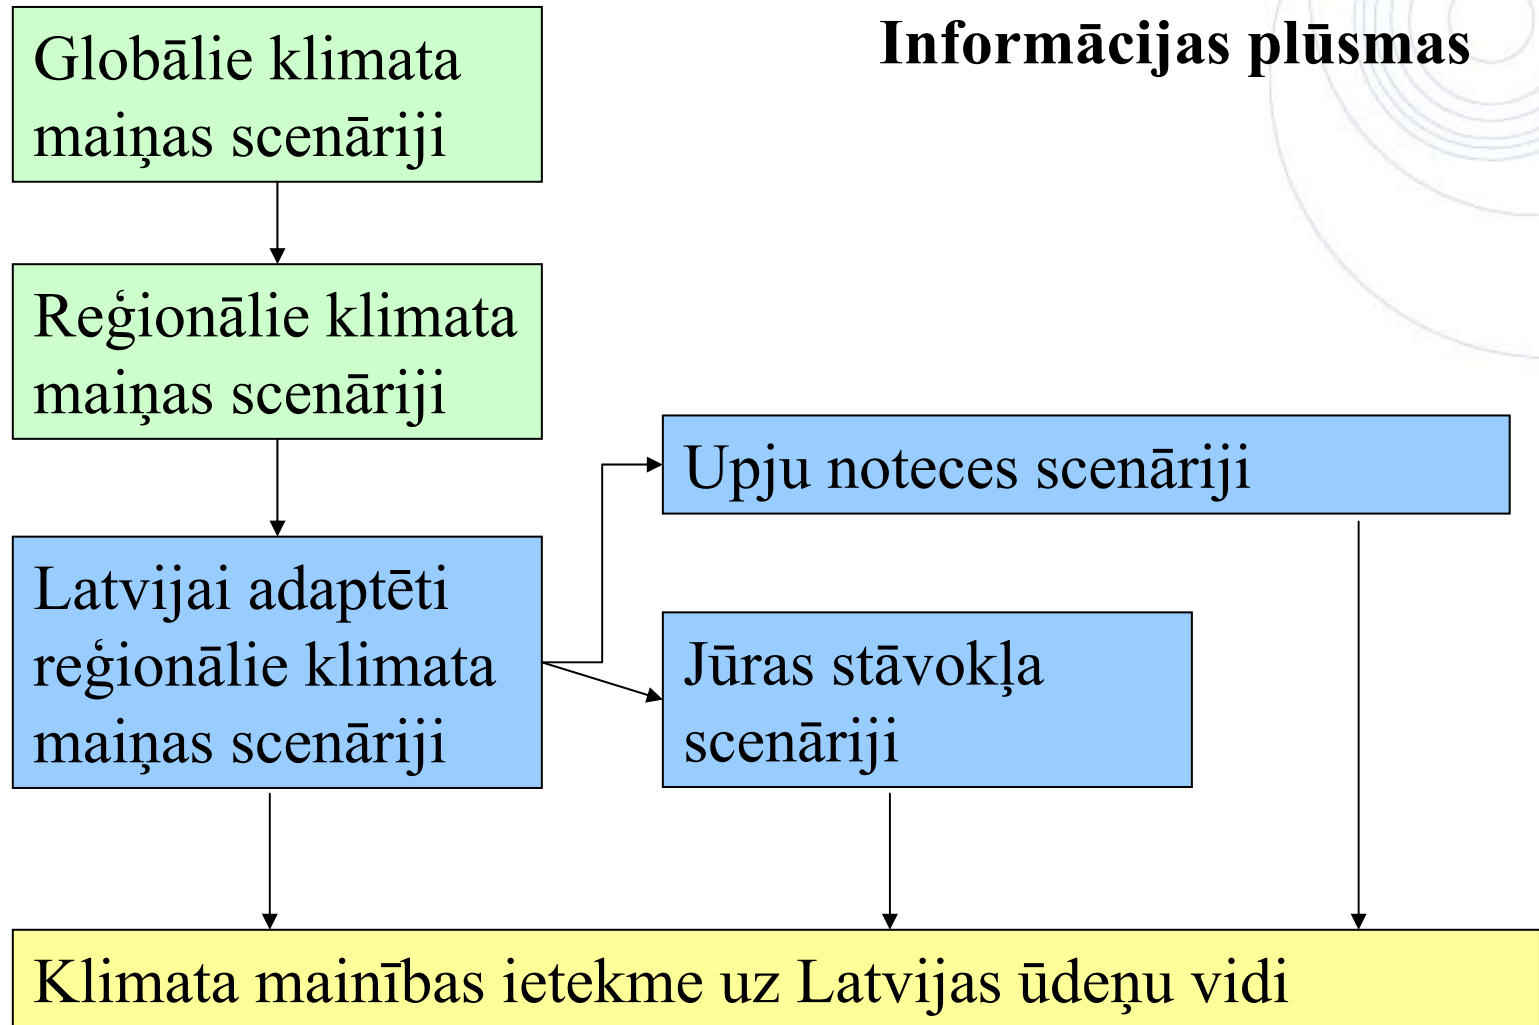 Informācijas plūsmas
Globālie klimata
maiņas scenāriji
Reģionālie klimata
maiņas scenāriji
Latvijai adaptēti
reģionālie klimata
maiņas scenāriji
Upju noteces scenāriji
Jūras stāvokļa
scenāriji
Klimata mainības ietekme uz Latvijas ūdeņu vidi